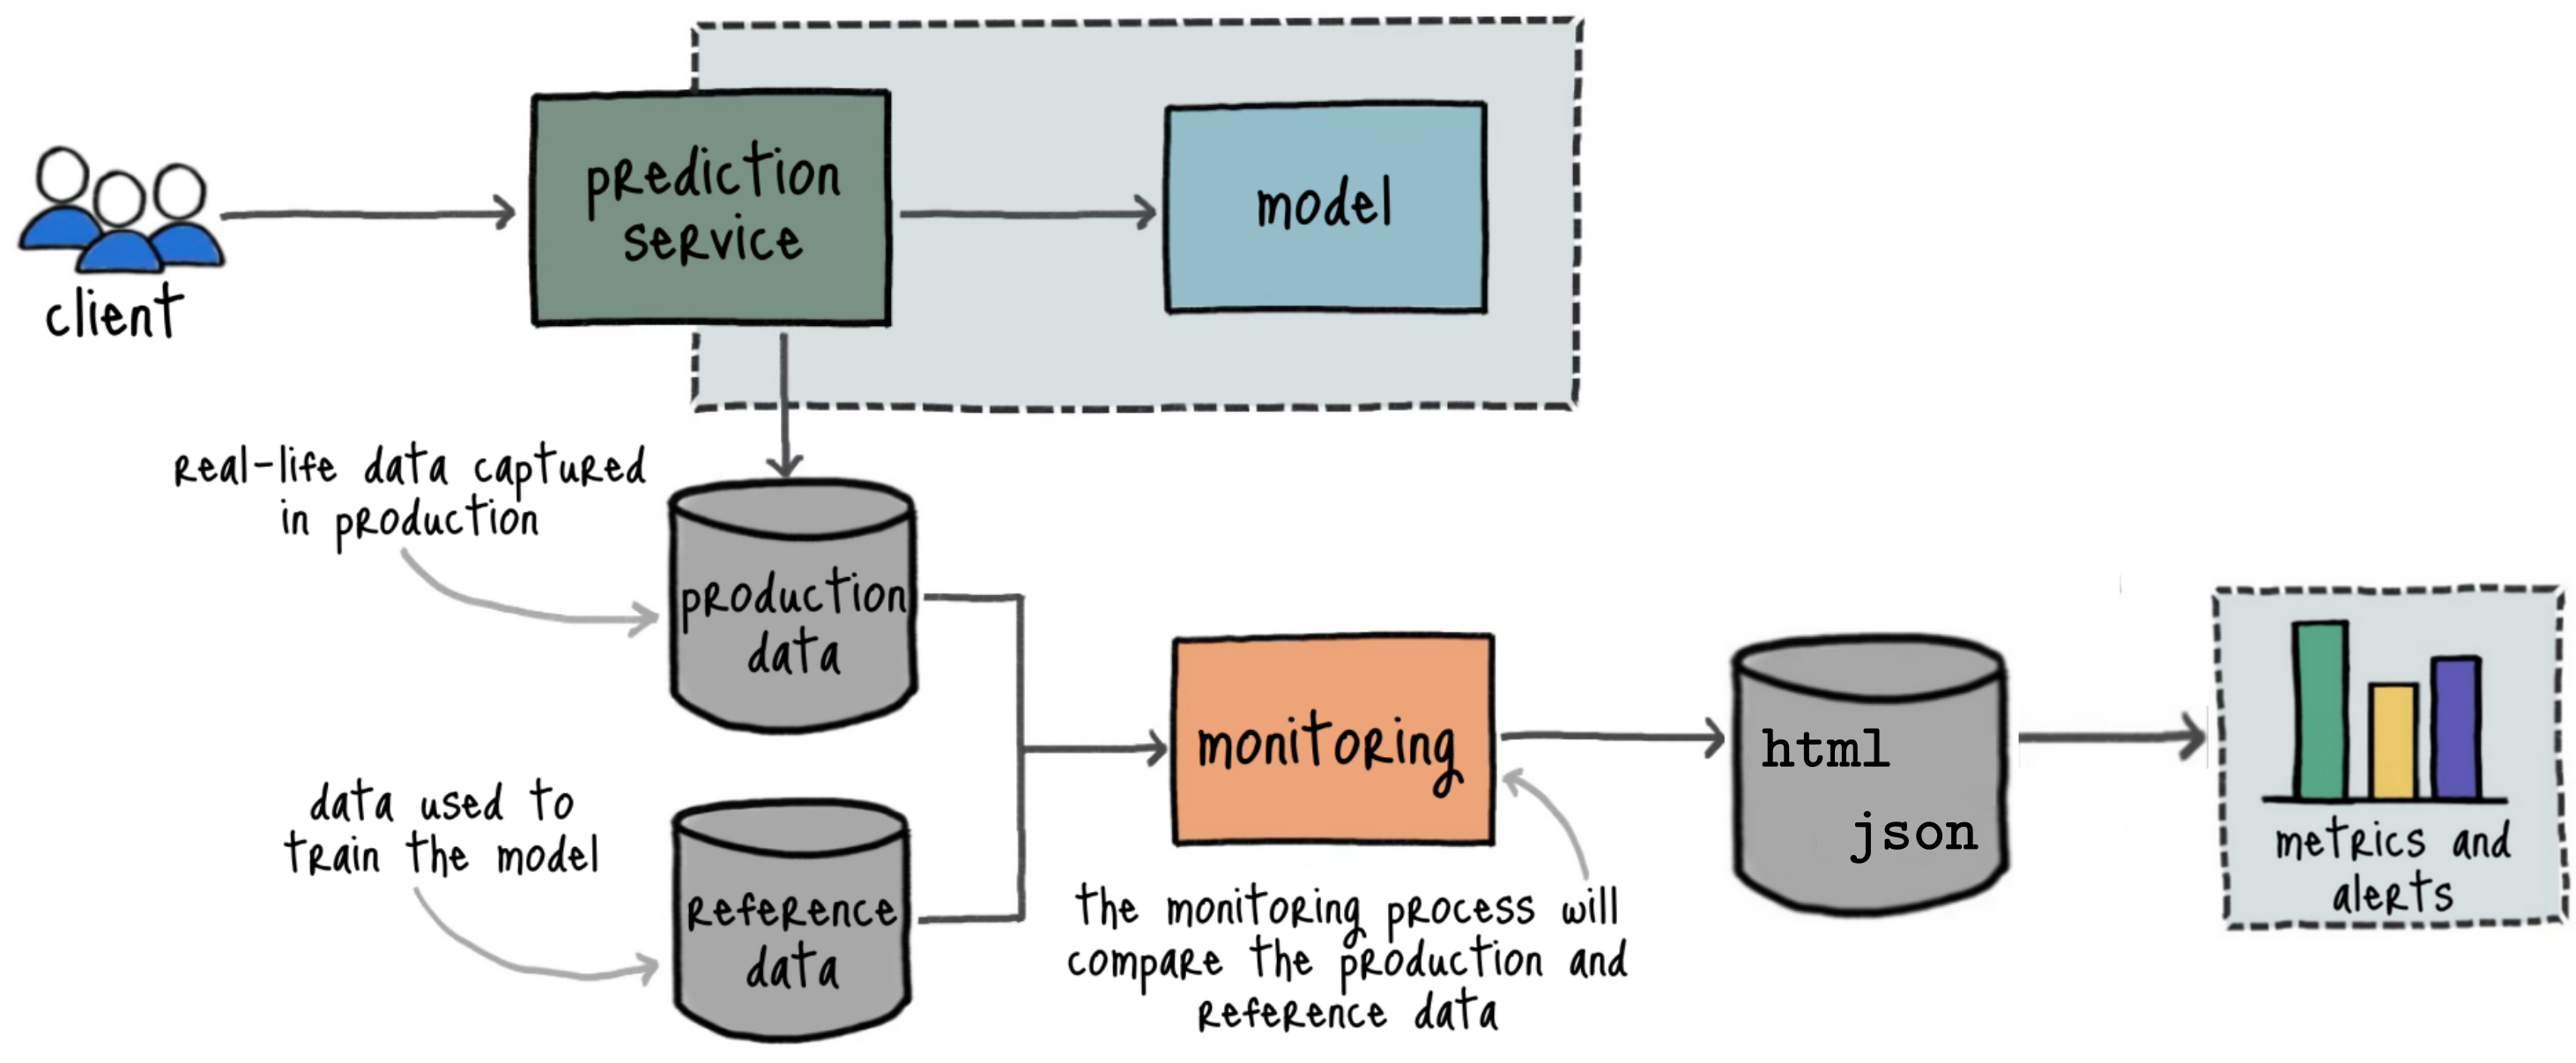 prediction
service
model
client
real-life data captured
in production
production
data
data used to
train the model
reference
data
monitoring
the monitoring process will
compare the production and
reference data
html
json
metrics and
alerts